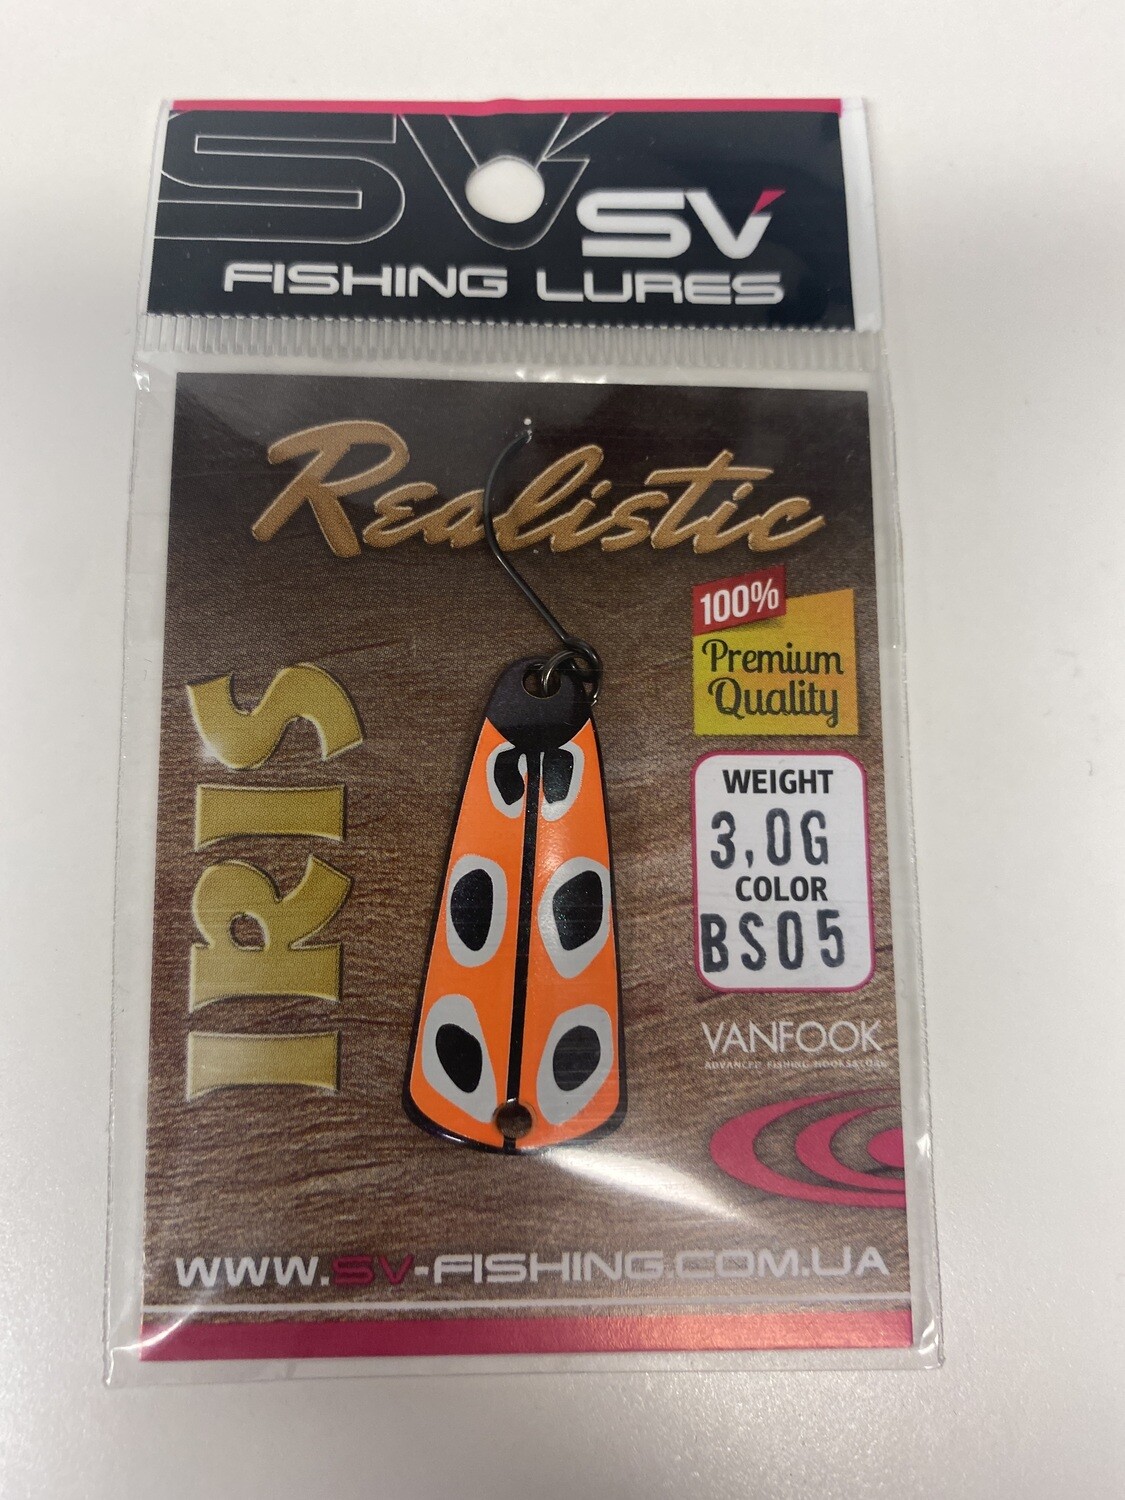 SV
SV
FISHING LURES
Realistic
IRIS
100%
Premium
Quality
WEIGHT
3,0G
COLOR
BS05
VANFOOK
WWW.SV-FISHING.COM.UA